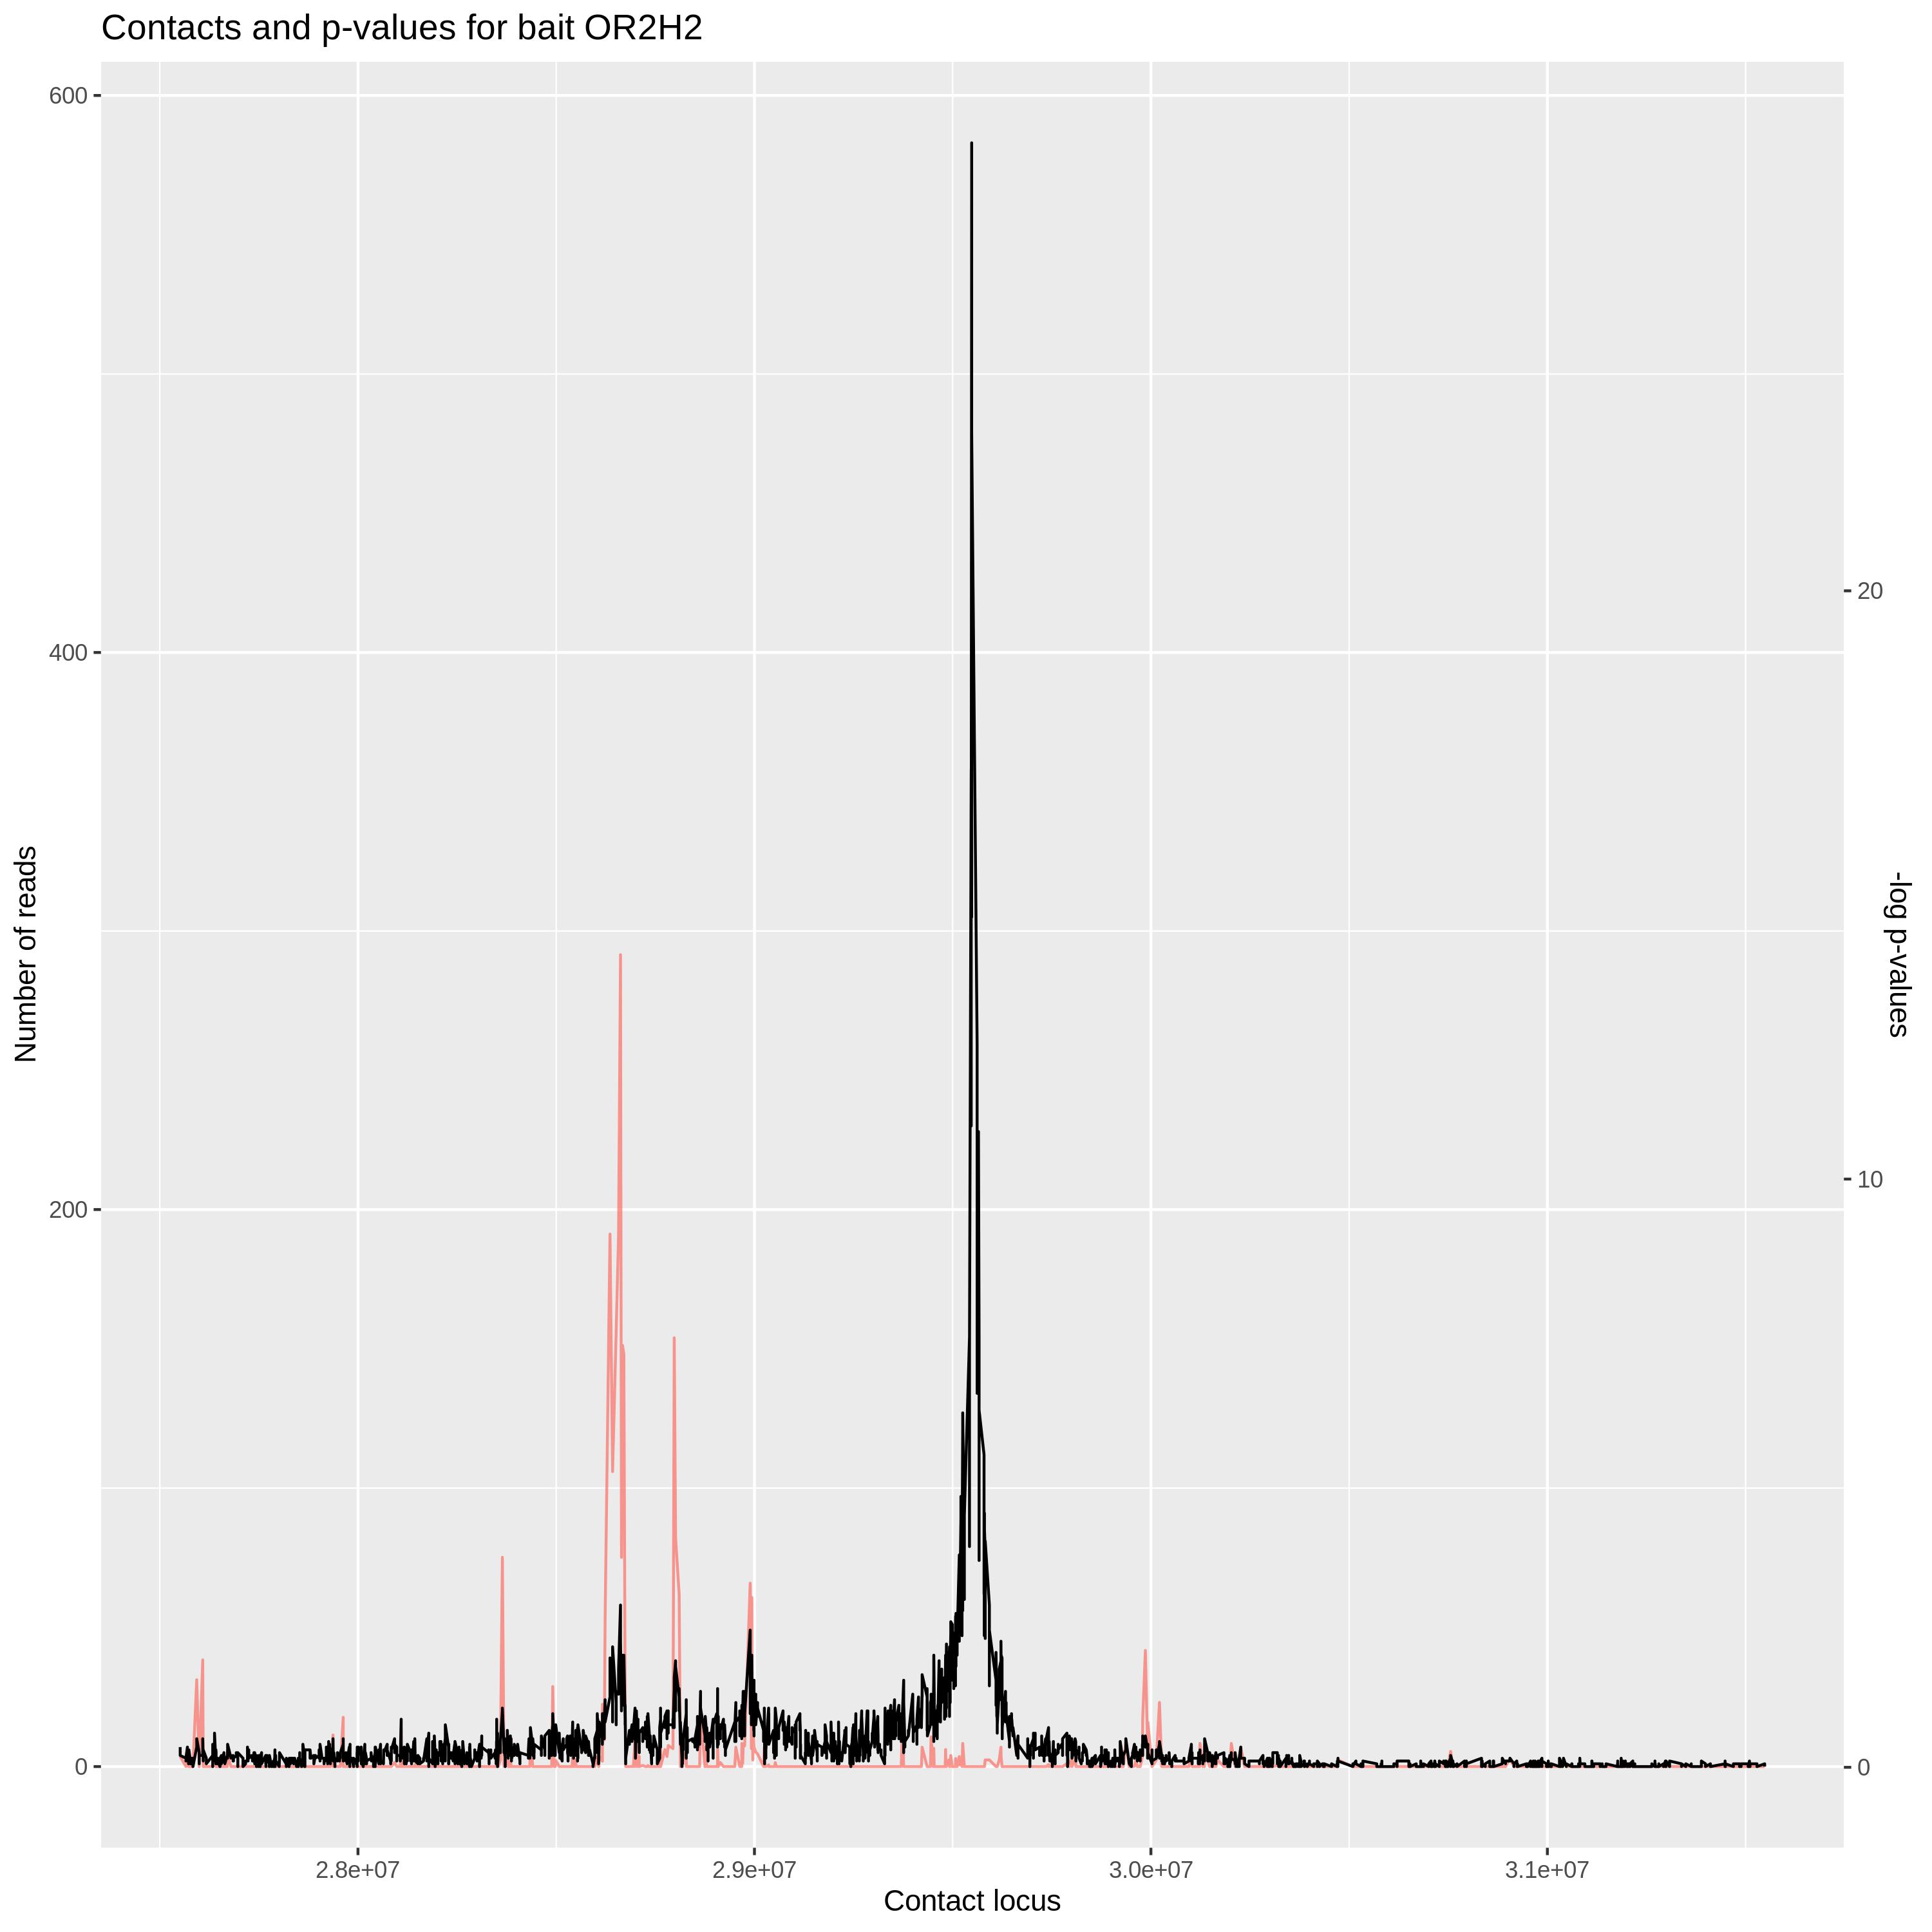 Contacts and p-values for bait OR2H2
600
400
200
0
Number of reads
20
10
0
-log p-values
2.8e+07
2.9e+07
3.0e+07
3.1e+07
Contact locus